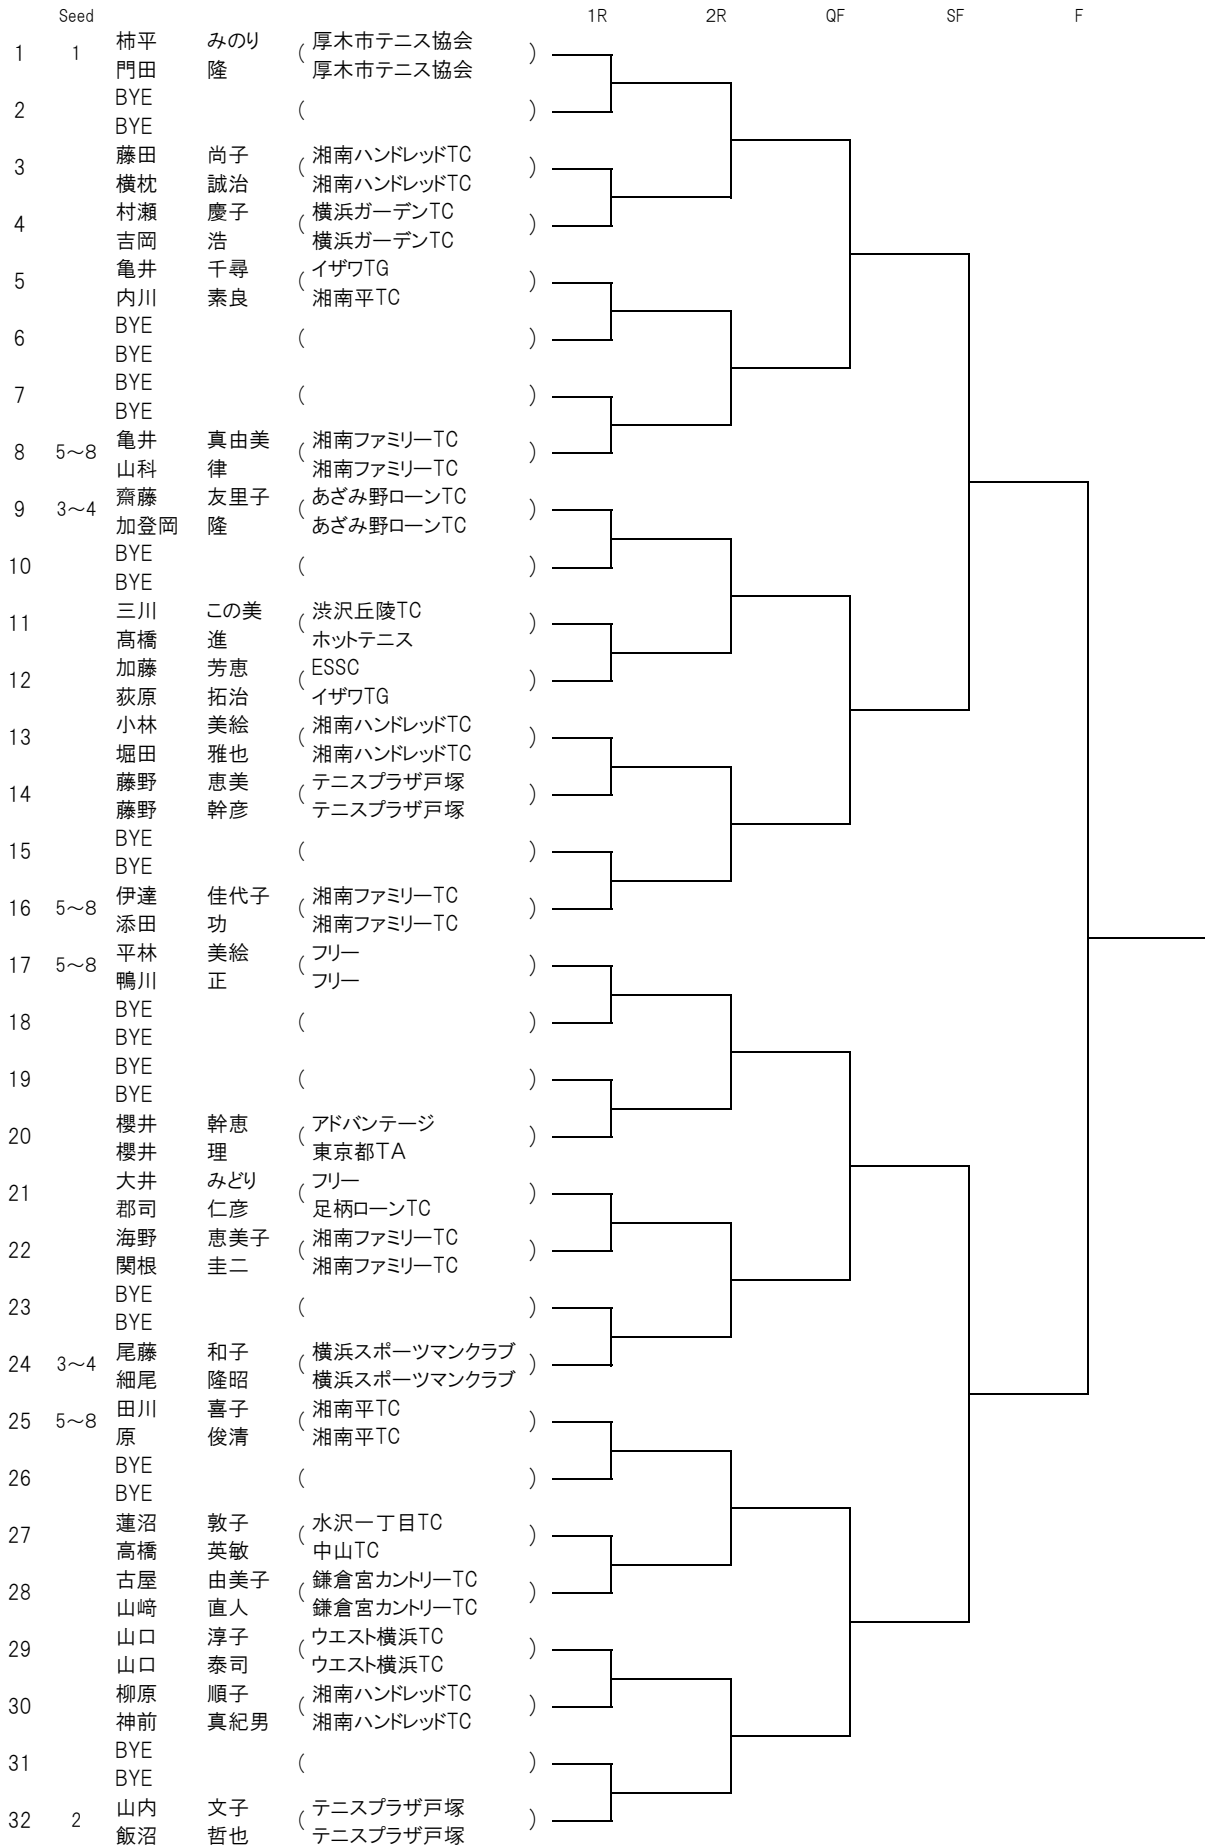 Seed 1R 2R QF SF F
柿平 みのり 厚木市テニス協会
1 1 ( )
門田 隆 厚木市テニス協会
BYE
2 ( )
BYE
藤田 尚子 湘南ハンドレッドTC
3 ( )
横枕 誠治 湘南ハンドレッドTC
村瀬 慶子 横浜ガーデンTC
4 ( )
吉岡 浩 横浜ガーデンTC
亀井 千尋 イザワTG
5 ( )
内川 素良 湘南平TC
BYE
6 ( )
BYE
BYE
7 ( )
BYE
亀井 真由美 湘南ファミリーTC
8 5～8 ( )
山科 律 湘南ファミリーTC
齋藤 友里子 あざみ野ローンTC
9 3～4 ( )
加登岡 隆 あざみ野ローンTC
BYE
10 ( )
BYE
三川 この美 渋沢丘陵TC
11 ( )
髙橋 進 ホットテニス
加藤 芳恵 ESSC
12 ( )
荻原 拓治 イザワTG
小林 美絵 湘南ハンドレッドTC
13 ( )
堀田 雅也 湘南ハンドレッドTC
藤野 恵美 テニスプラザ戸塚
14 ( )
藤野 幹彦 テニスプラザ戸塚
BYE
15 ( )
BYE
伊達 佳代子 湘南ファミリーTC
16 5～8 ( )
添田 功 湘南ファミリーTC
平林 美絵 フリー
17 5～8 ( )
鴨川 正 フリー
BYE
18 ( )
BYE
BYE
19 ( )
BYE
櫻井 幹恵 アドバンテージ
20 ( )
櫻井 理 東京都TA
大井 みどり フリー
21 ( )
郡司 仁彦 足柄ローンTC
海野 恵美子 湘南ファミリーTC
22 ( )
関根 圭二 湘南ファミリーTC
BYE
23 ( )
BYE
尾藤 和子 横浜スポーツマンクラブ
24 3～4 ( )
細尾 隆昭 横浜スポーツマンクラブ
田川 喜子 湘南平TC
25 5～8 ( )
原 俊清 湘南平TC
BYE
26 ( )
BYE
蓮沼 敦子 水沢一丁目TC
27 ( )
高橋 英敏 中山TC
古屋 由美子 鎌倉宮カントリーTC
28 ( )
山﨑 直人 鎌倉宮カントリーTC
山口 淳子 ウエスト横浜TC
29 ( )
山口 泰司 ウエスト横浜TC
柳原 順子 湘南ハンドレッドTC
30 ( )
神前 真紀男 湘南ハンドレッドTC
BYE
31 ( )
BYE
山内 文子 テニスプラザ戸塚
32 2 ( )
飯沼 哲也 テニスプラザ戸塚